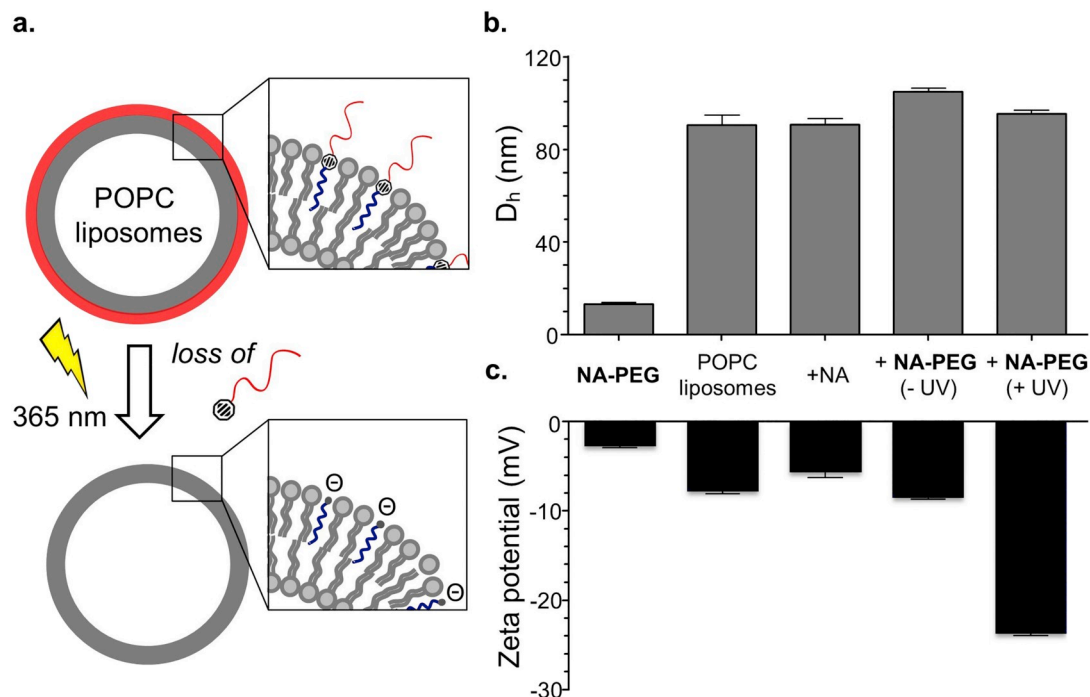 a.
POPC
liposomes
365 nm
loss of
⊖
⊖
⊖
b.
120
80
40
0
Dh (nm)
NA-PEG
POPC
liposomes
+NA
+ NA-PEG
(- UV)
+ NA-PEG
(+ UV)
c.
0
-10
-20
-30
Zeta potential (mV)